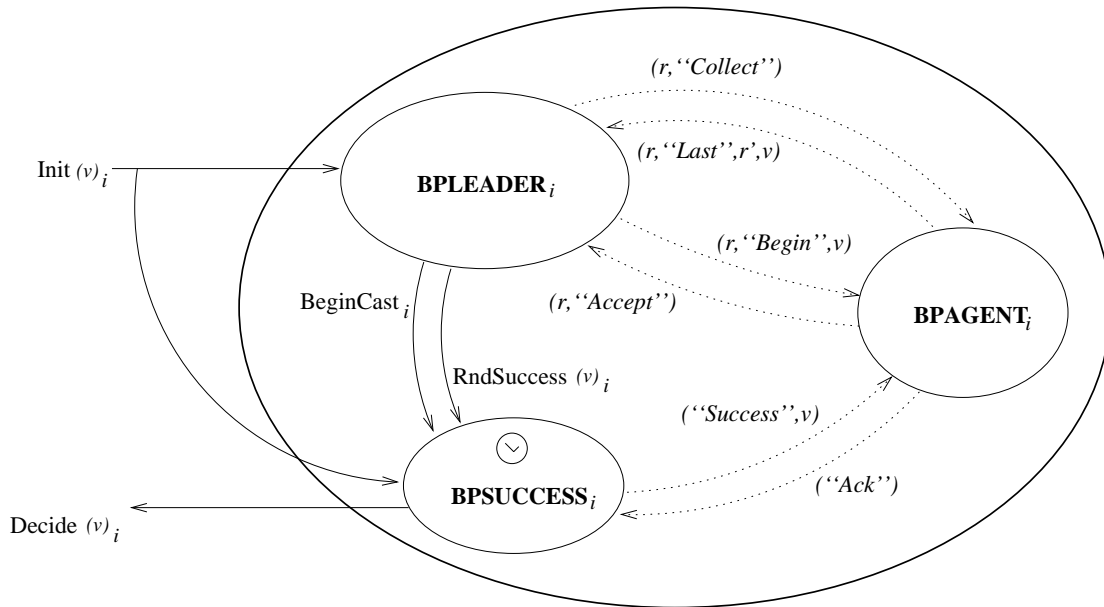 (r,‘‘Collect’’)
(r,‘‘Last’’,r’,v)
Init (v) i
BPLEADER i
(r,‘‘Begin’’,v)
BeginCast i
(r,‘‘Accept’’)
BPAGENT i
RndSuccess (v) i
(‘‘Success’’,v)
BPSUCCESS i
(‘‘Ack’’)
Decide (v) i